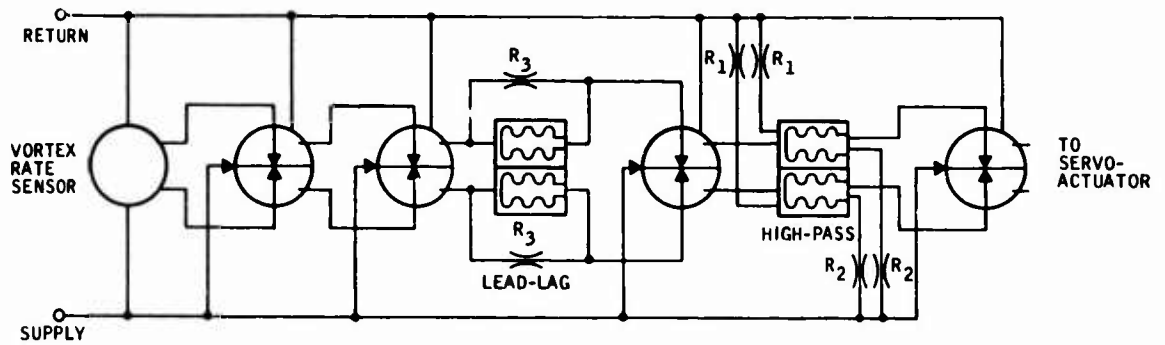 RETURN
VORTEX
RATE
SENSOR
SUPPLY
R3
R3
LEAD-LAG
R1
R1
HIGH-PASS
R2
R2
TO
SERVO-
ACTUATOR